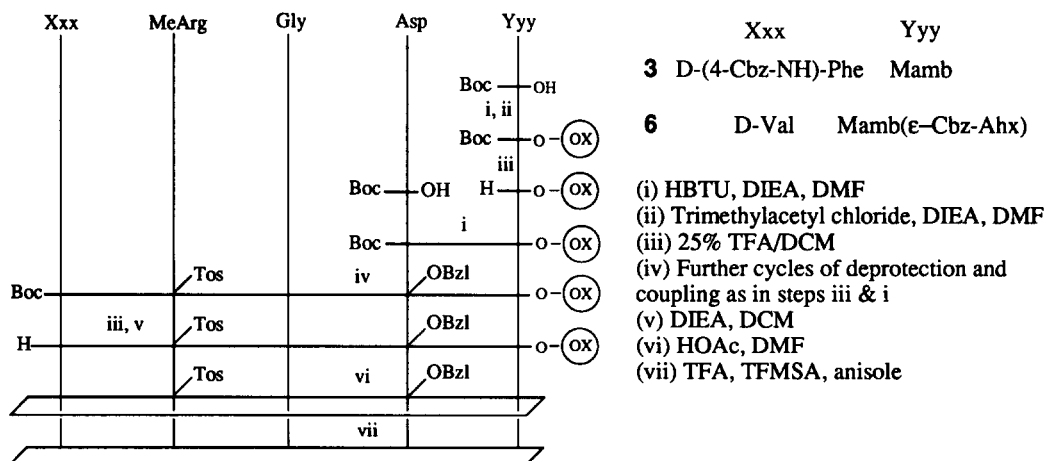 Xxx MeArg Gly Asp Yyy
Boc OH
i, ii
Boc O OX
iii
Boc OH H O OX
i
Boc O OX
Boc Tos iv OBzl O OX
H iii, v Tos OBzl O OX
Tos vi OBzl
vii
Xxx Yyy
3 D-(4-Cbz-NH)-Phe Mamb
6 D-Val Mamb(ε–Cbz-Ahx)
(i) HBTU, DIEA, DMF
(ii) Trimethylacetyl chloride, DIEA, DMF
(iii) 25% TFA/DCM
(iv) Further cycles of deprotection and
coupling as in steps iii & i
(v) DIEA, DCM
(vi) HOAc, DMF
(vii) TFA, TFMSA, anisole